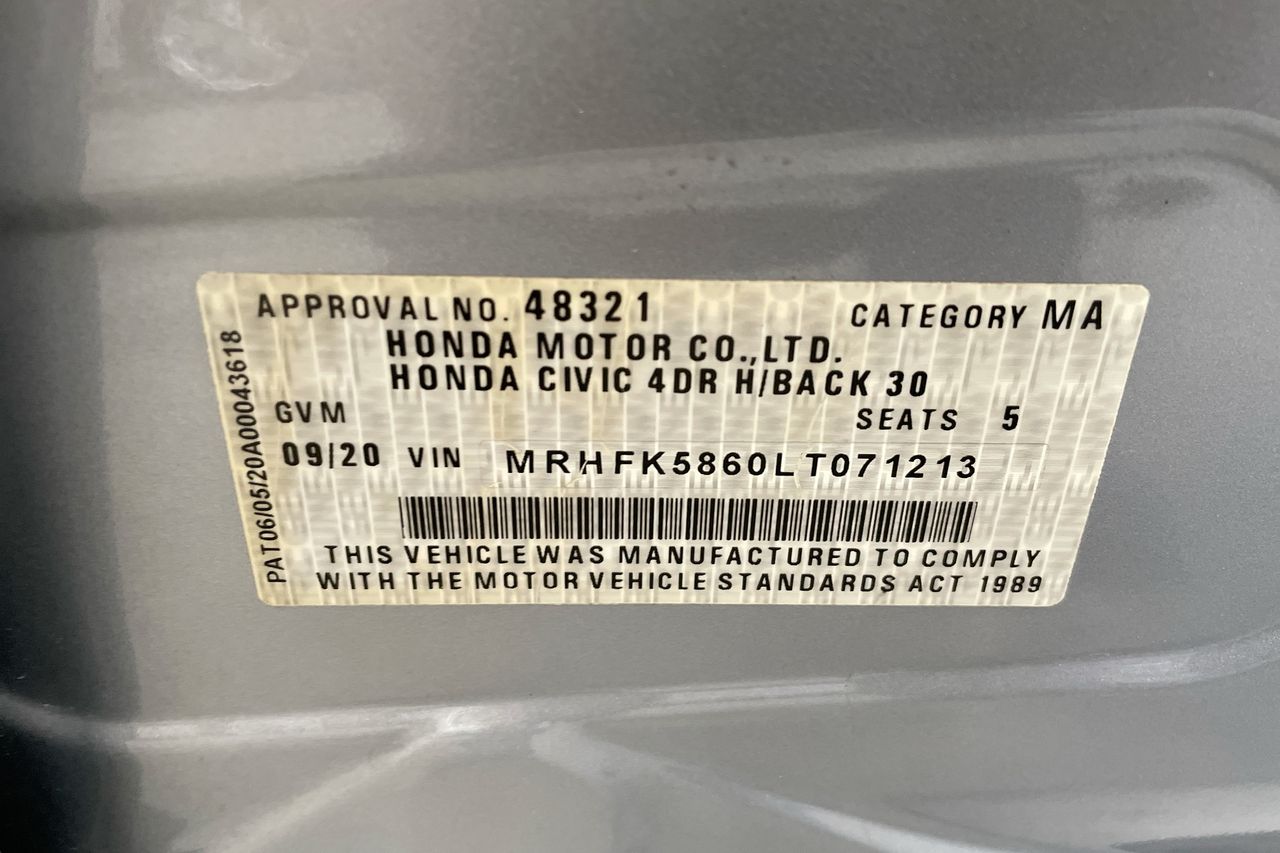 APPROVAL NO. 48321 CATEGORY MA
HONDA MOTOR CO.,LTD.
HONDA CIVIC 4DR H/BACK 30
GVM SEATS 5
09/20 VIN MRHFK5860LT071213
THIS VEHICLE WAS MANUFACTURED TO COMPLY
WITH THE MOTOR VEHICLE STANDARDS ACT 1989
PAT06/05/20A00043618